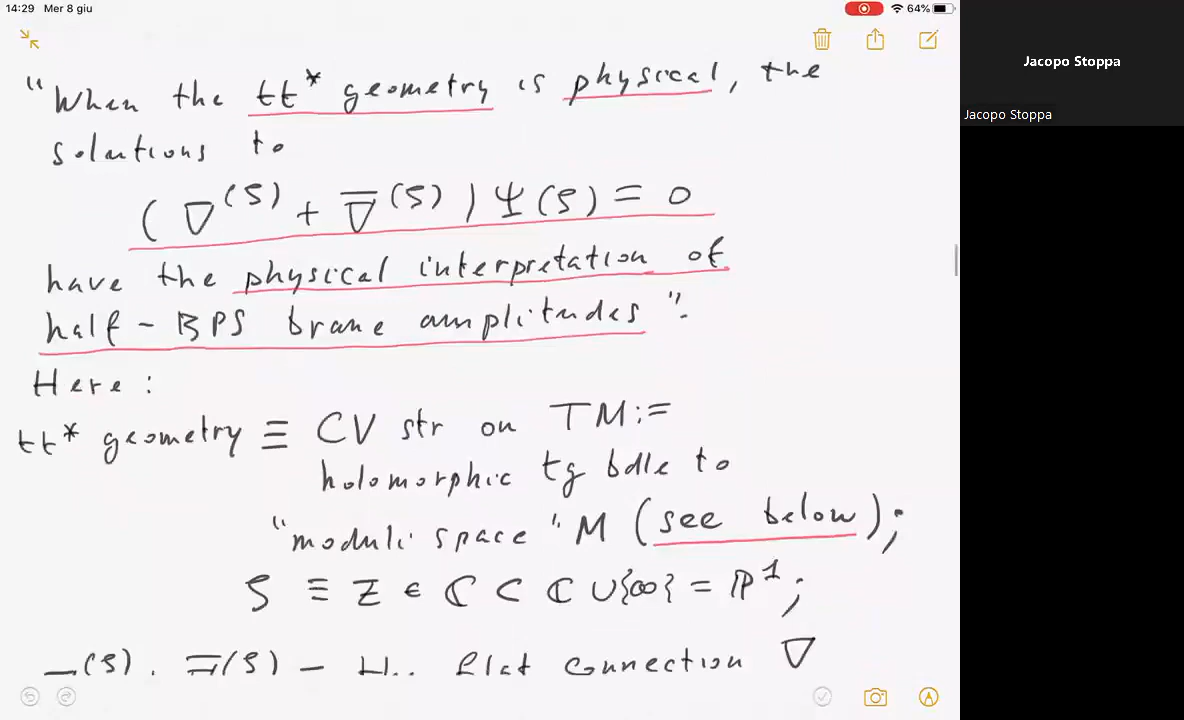 14:29 Mer 8 giu
64%
Jacopo Stoppa
Jacopo Stoppa
"When the tt* geometry is physical, the
solutions to
(∇^(ζ) + ∇̅^(ζ)) Ψ(ζ) = 0
have the physical interpretation of
half-BPS brane amplitudes".
Here:
tt* geometry ≡ CV str on TM:=
holomorphic tg bdle to
"moduli space" M (see below);
ζ ≡ z ∈ ℂ ⊂ ℂ ∪{∞} = ℙ^1;
(ζ), (ζ) = flat connection ∇